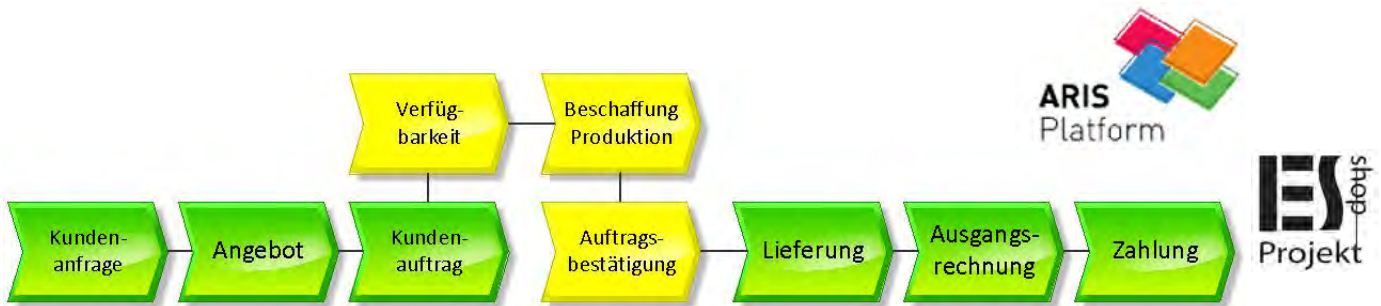 ARIS
Platform
Verfüg-
barkeit
Beschaffung
Produktion
ES
shop
Projekt
Kunden-
anfrage
Angebot
Kunden-
auftrag
Auftrags-
bestätigung
Lieferung
Ausgangs-
rechnung
Zahlung